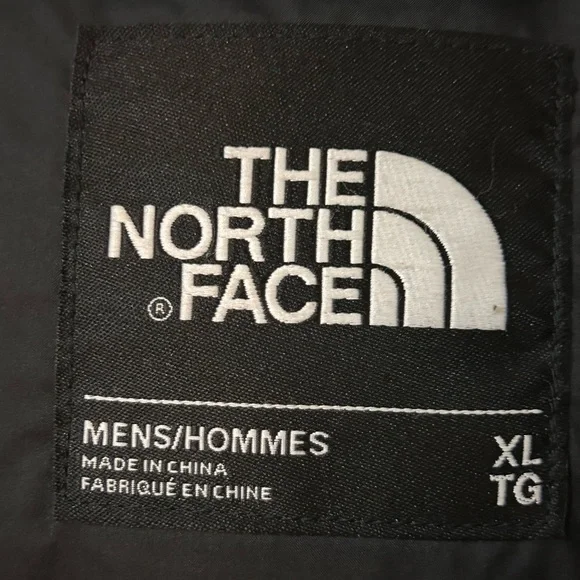 THE
NORTH
® FACE
MENS/HOMMES
MADE IN CHINA
FABRIQUÉ EN CHINE
XL
TG